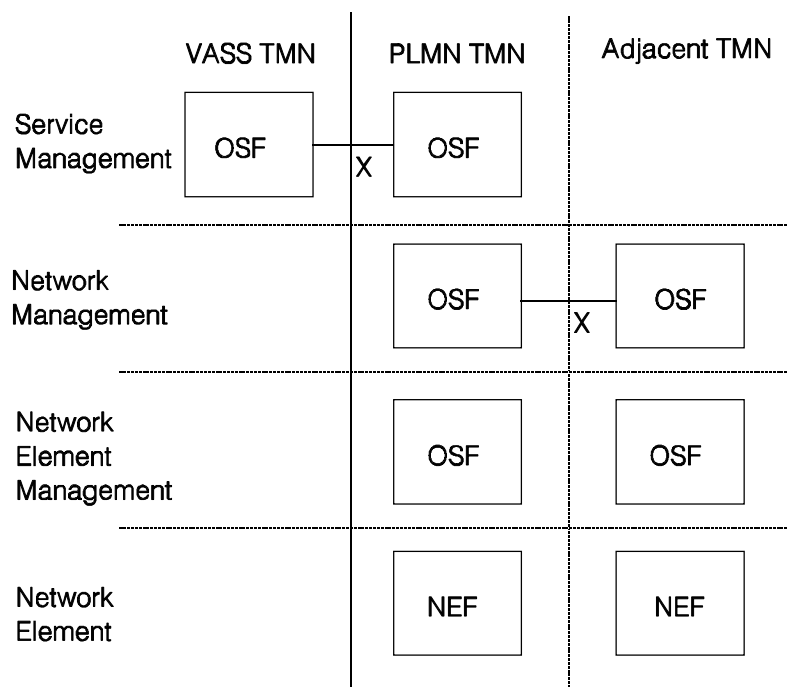 VASS TMN
PLMN TMN
Adjacent TMN
Service
Management
OSF
OSF
X
Network
Management
OSF
OSF
X
Network
Element
Management
OSF
OSF
Network
Element
NEF
NEF